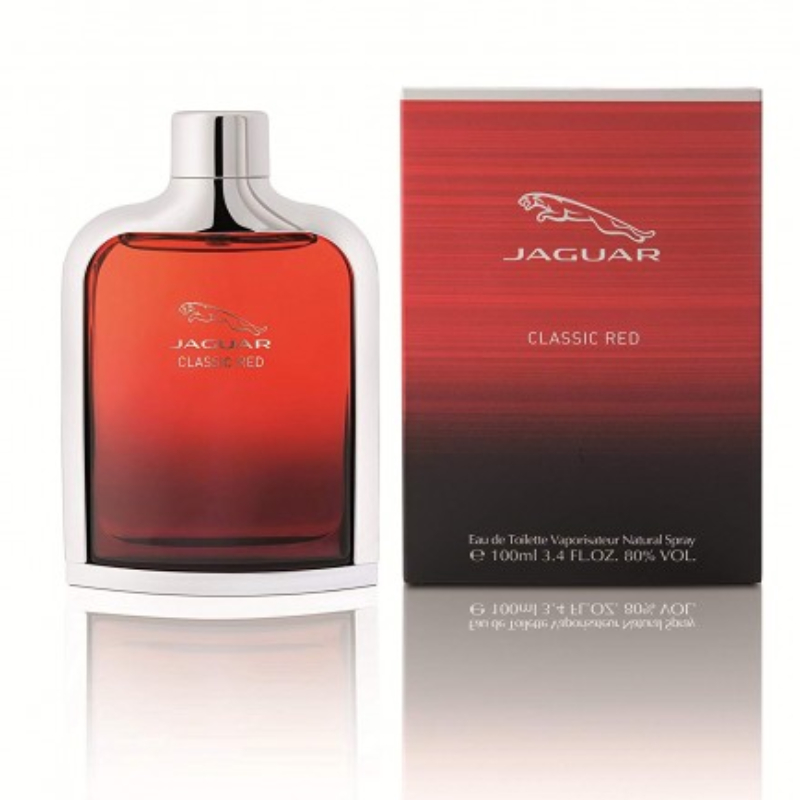 JAGUAR
CLASSIC RED
JAGUAR
CLASSIC RED
Eau de Toilette Vaporisateur Natural Spray
℮ 100ml 3.4 FL.OZ. 80% VOL.